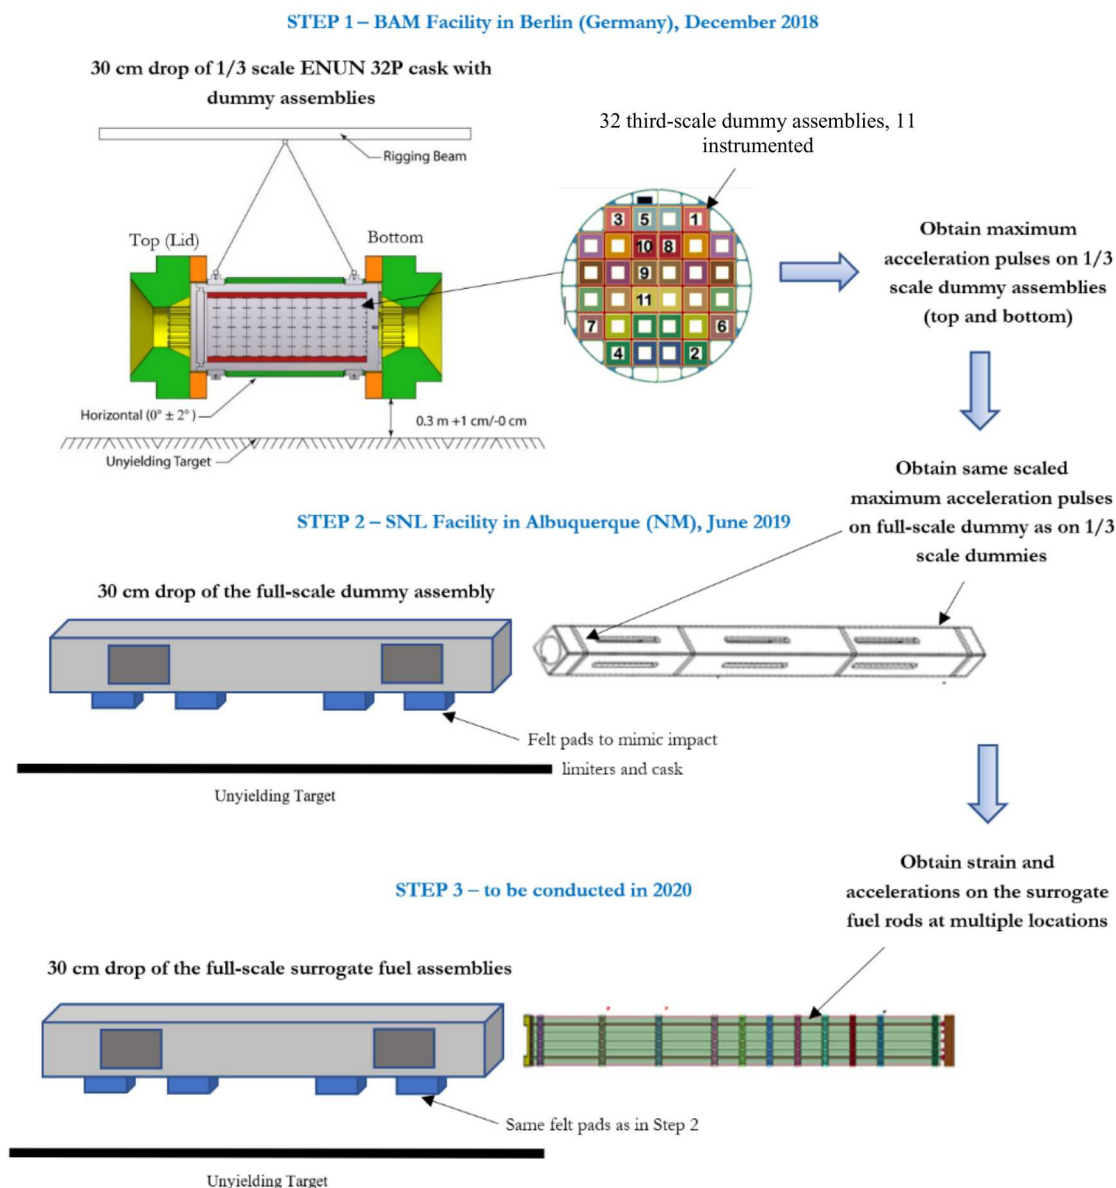 STEP 1 – BAM Facility in Berlin (Germany), December 2018
30 cm drop of 1/3 scale ENUN 32P cask with
dummy assemblies
Rigging Beam
Top (Lid)
Bottom
Horizontal (0° ± 2°)
0.3 m +1 cm/-0 cm
Unyielding Target
32 third-scale dummy assemblies, 11
instrumented
3 5 1
10 8
9
11
7 6
4 2
Obtain maximum
acceleration pulses on 1/3
scale dummy assemblies
(top and bottom)
Obtain same scaled
maximum acceleration pulses
on full-scale dummy as on 1/3
scale dummies
STEP 2 – SNL Facility in Albuquerque (NM), June 2019
30 cm drop of the full-scale dummy assembly
Felt pads to mimic impact
limiters and cask
Unyielding Target
Obtain strain and
accelerations on the surrogate
fuel rods at multiple locations
STEP 3 – to be conducted in 2020
30 cm drop of the full-scale surrogate fuel assemblies
Same felt pads as in Step 2
Unyielding Target